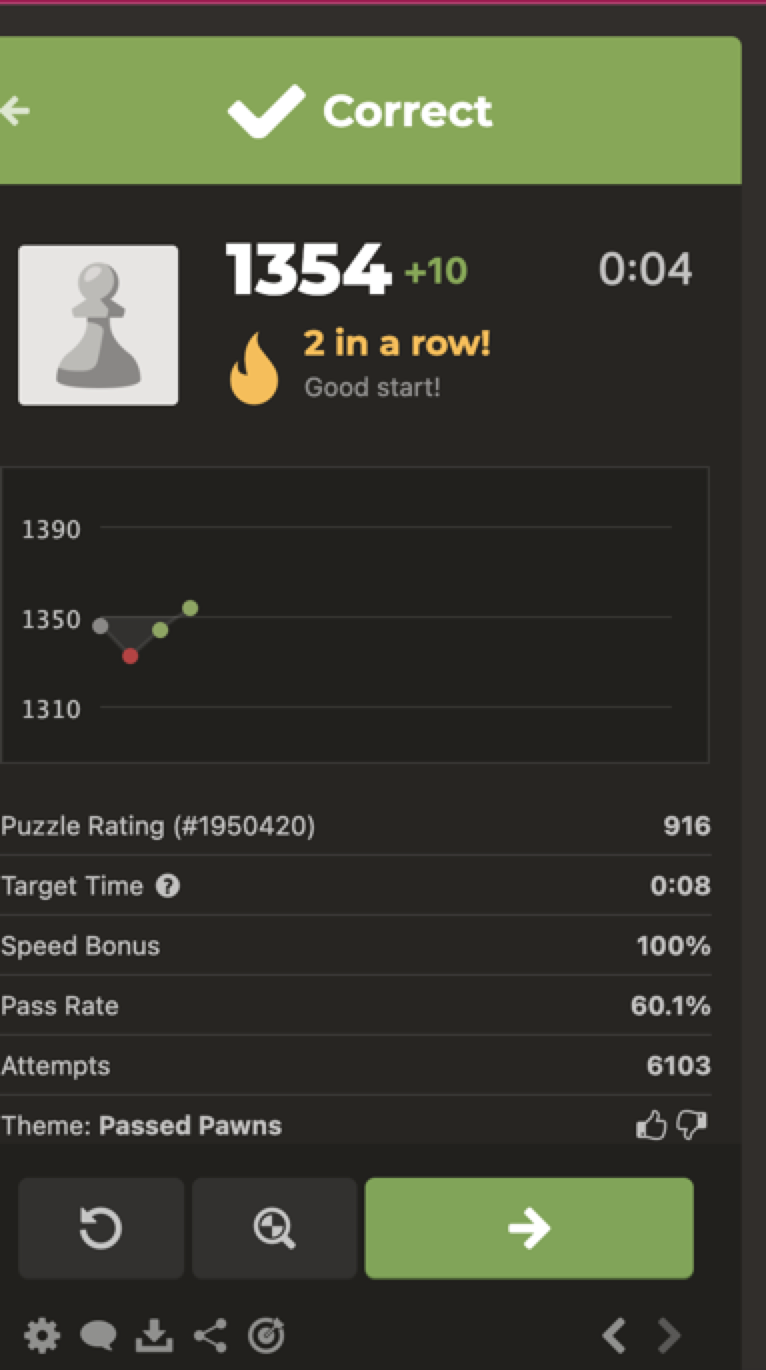 Correct
1354 +10 0:04
2 in a row!
Good start!
1390
1350
1310
Puzzle Rating (#1950420) 916
Target Time ? 0:08
Speed Bonus 100%
Pass Rate 60.1%
Attempts 6103
Theme: Passed Pawns